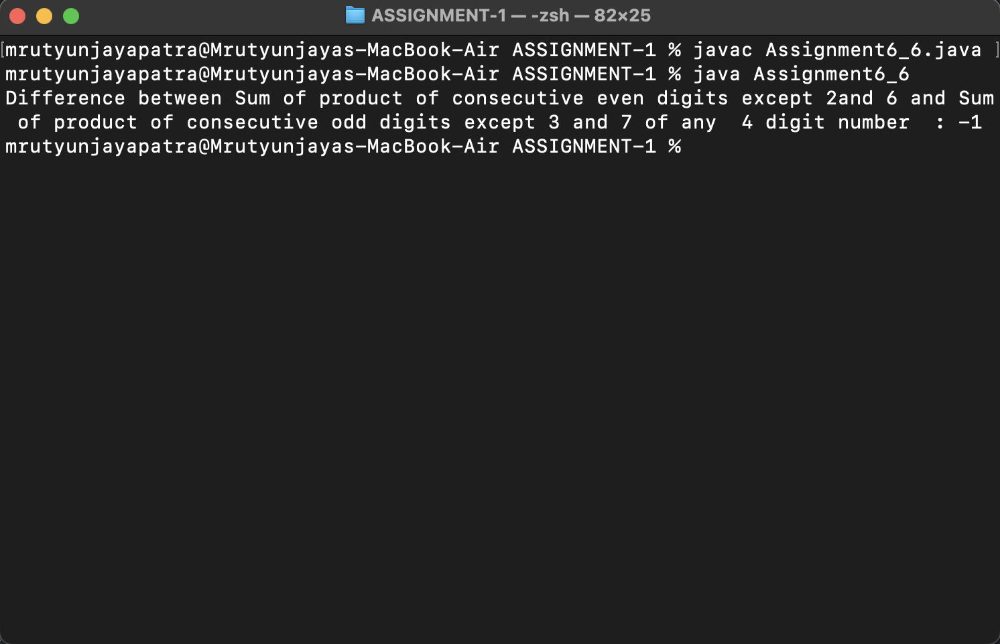 ASSIGNMENT-1 — -zsh — 82×25
[mrutyunjayapatra@Mrutyunjayas-MacBook-Air ASSIGNMENT-1 % javac Assignment6_6.java ]
mrutyunjayapatra@Mrutyunjayas-MacBook-Air ASSIGNMENT-1 % java Assignment6_6
Difference between Sum of product of consecutive even digits except 2and 6 and Sum
 of product of consecutive odd digits except 3 and 7 of any  4 digit number  : -1
mrutyunjayapatra@Mrutyunjayas-MacBook-Air ASSIGNMENT-1 %